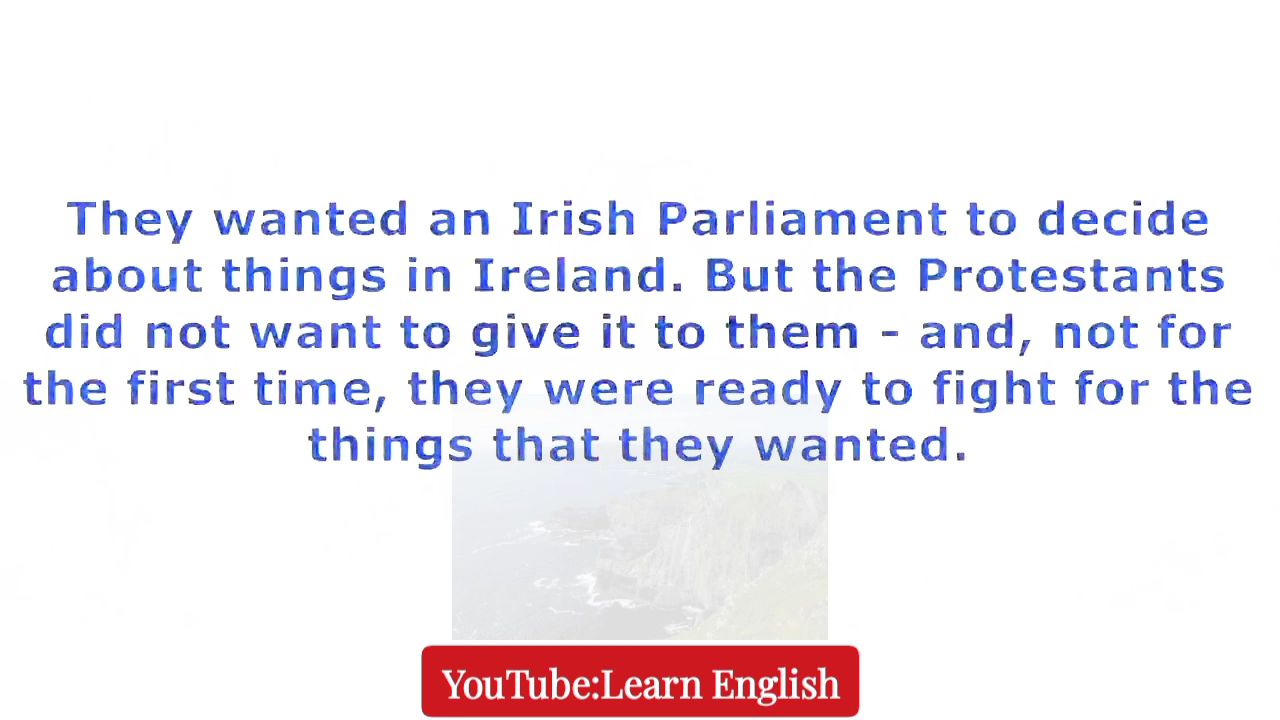 They wanted an Irish Parliament to decide
about things in Ireland. But the Protestants
did not want to give it to them - and, not for
the first time, they were ready to fight for the
things that they wanted.
YouTube:Learn English